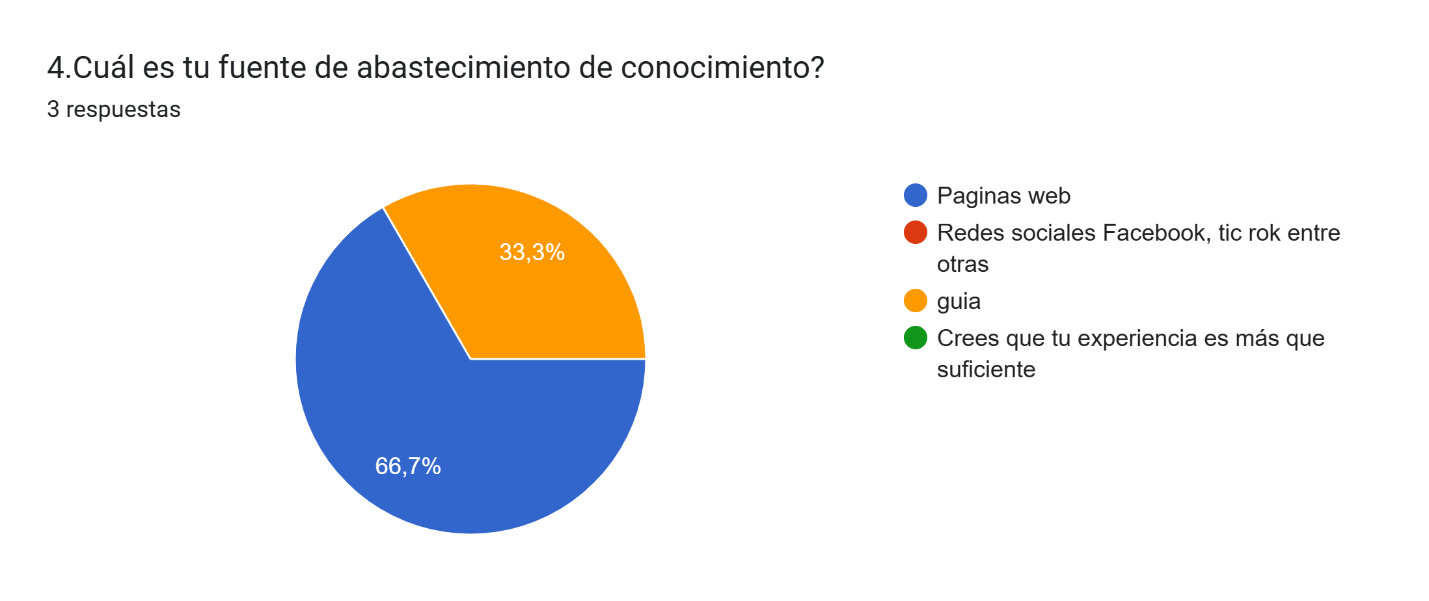 4.Cuál es tu fuente de abastecimiento de conocimiento?
3 respuestas
33,3%
66,7%
Paginas web
Redes sociales Facebook, tic rok entre
otras
guia
Crees que tu experiencia es más que
suficiente